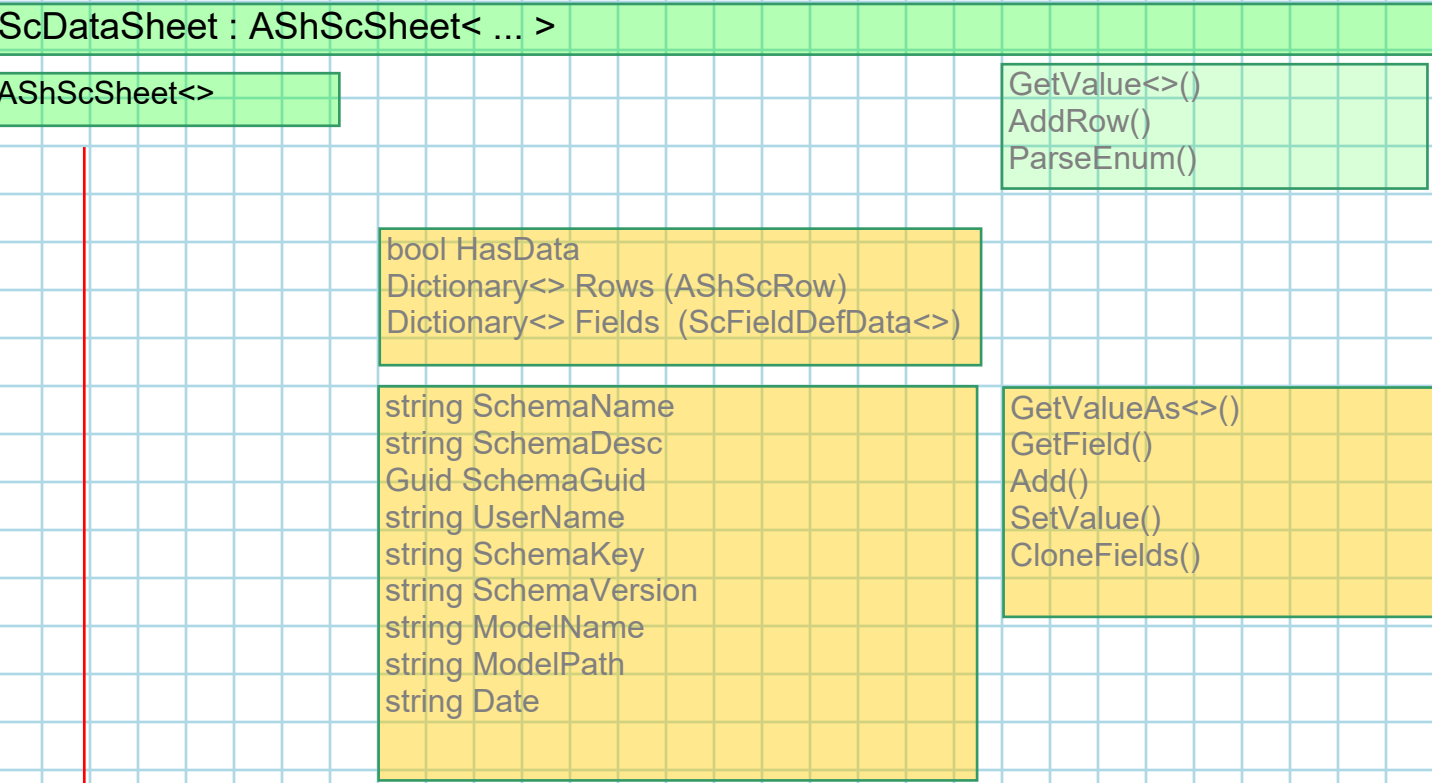 ScDataSheet : AShScSheet< ... >
AShScSheet<>
GetValue<>()
AddRow()
ParseEnum()
bool HasData
Dictionary<> Rows (AShScRow)
Dictionary<> Fields  (ScFieldDefData<>)
string SchemaName
string SchemaDesc
Guid SchemaGuid
string UserName
string SchemaKey
string SchemaVersion
string ModelName
string ModelPath
string Date
GetValueAs<>()
GetField()
Add()
SetValue()
CloneFields()